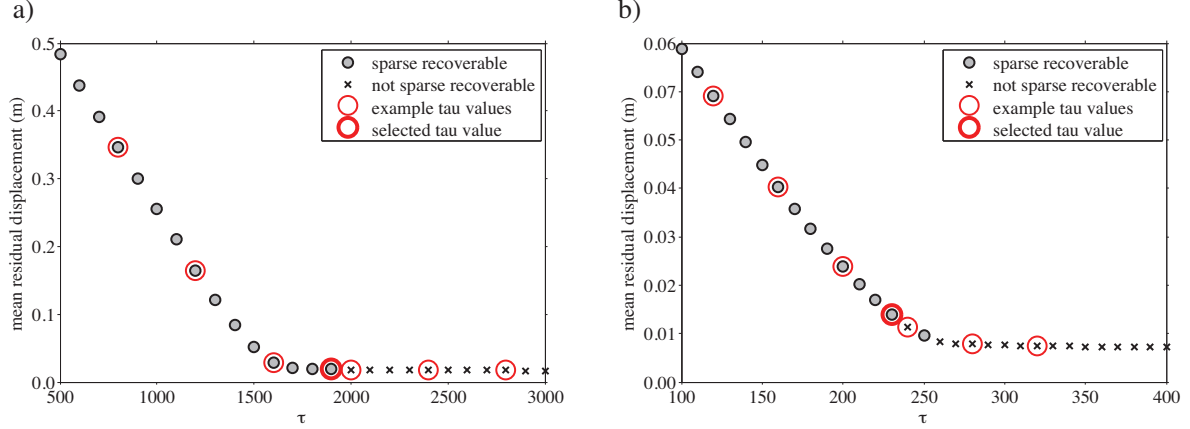 a)
0.5
0.4
0.3
0.2
0.1
0.0
mean residual displacement (m)
500
1000
1500
2000
2500
3000
τ
sparse recoverable
not sparse recoverable
example tau values
selected tau value
b)
0.06
0.07
0.04
0.03
0.02
0.010
0.00
mean residual displacement (m)
100
150
200
250
300
350
400
τ
sparse recoverable
not sparse recoverable
example tau values
selected tau value